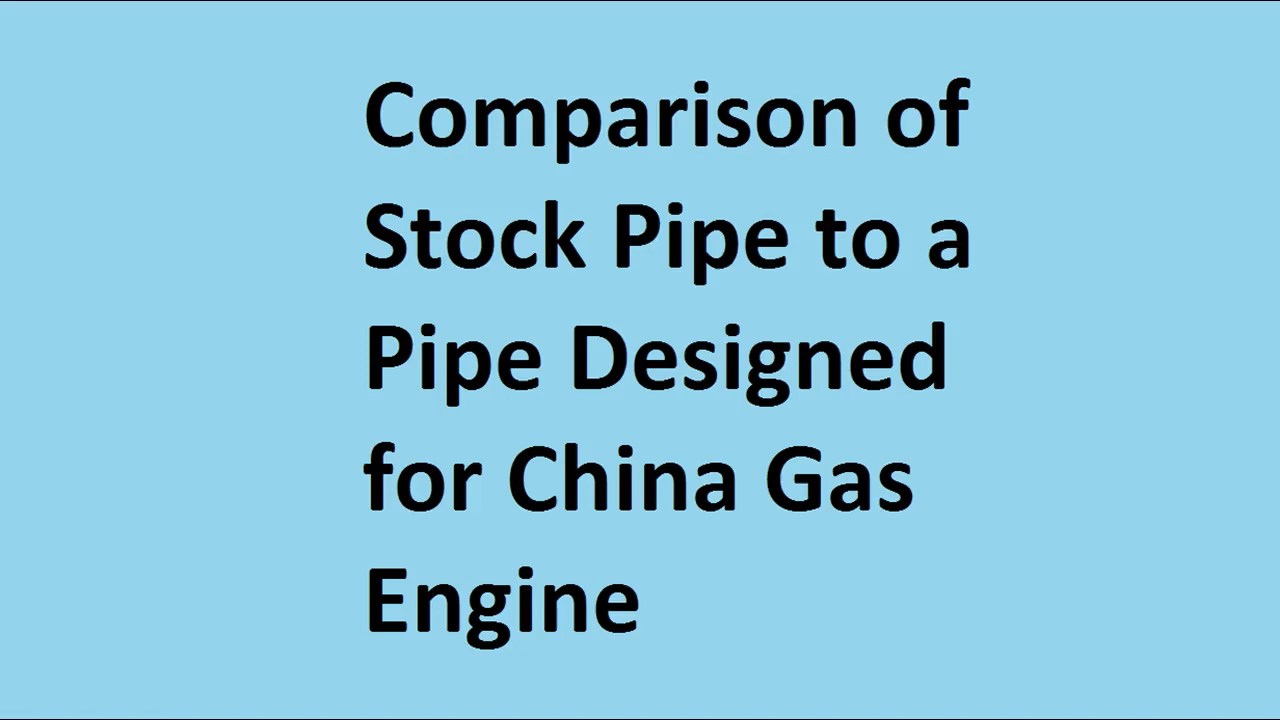 Comparison of
Stock Pipe to a
Pipe Designed
for China Gas
Engine